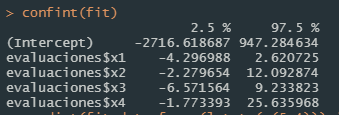 > confint(fit)
2.5 % 97.5 %
(Intercept) -2716.618687 947.284634
evaluaciones$x1 -4.296988 2.620725
evaluaciones$x2 -2.279654 12.092874
evaluaciones$x3 -6.571564 9.233823
evaluaciones$x4 -1.773393 25.635968